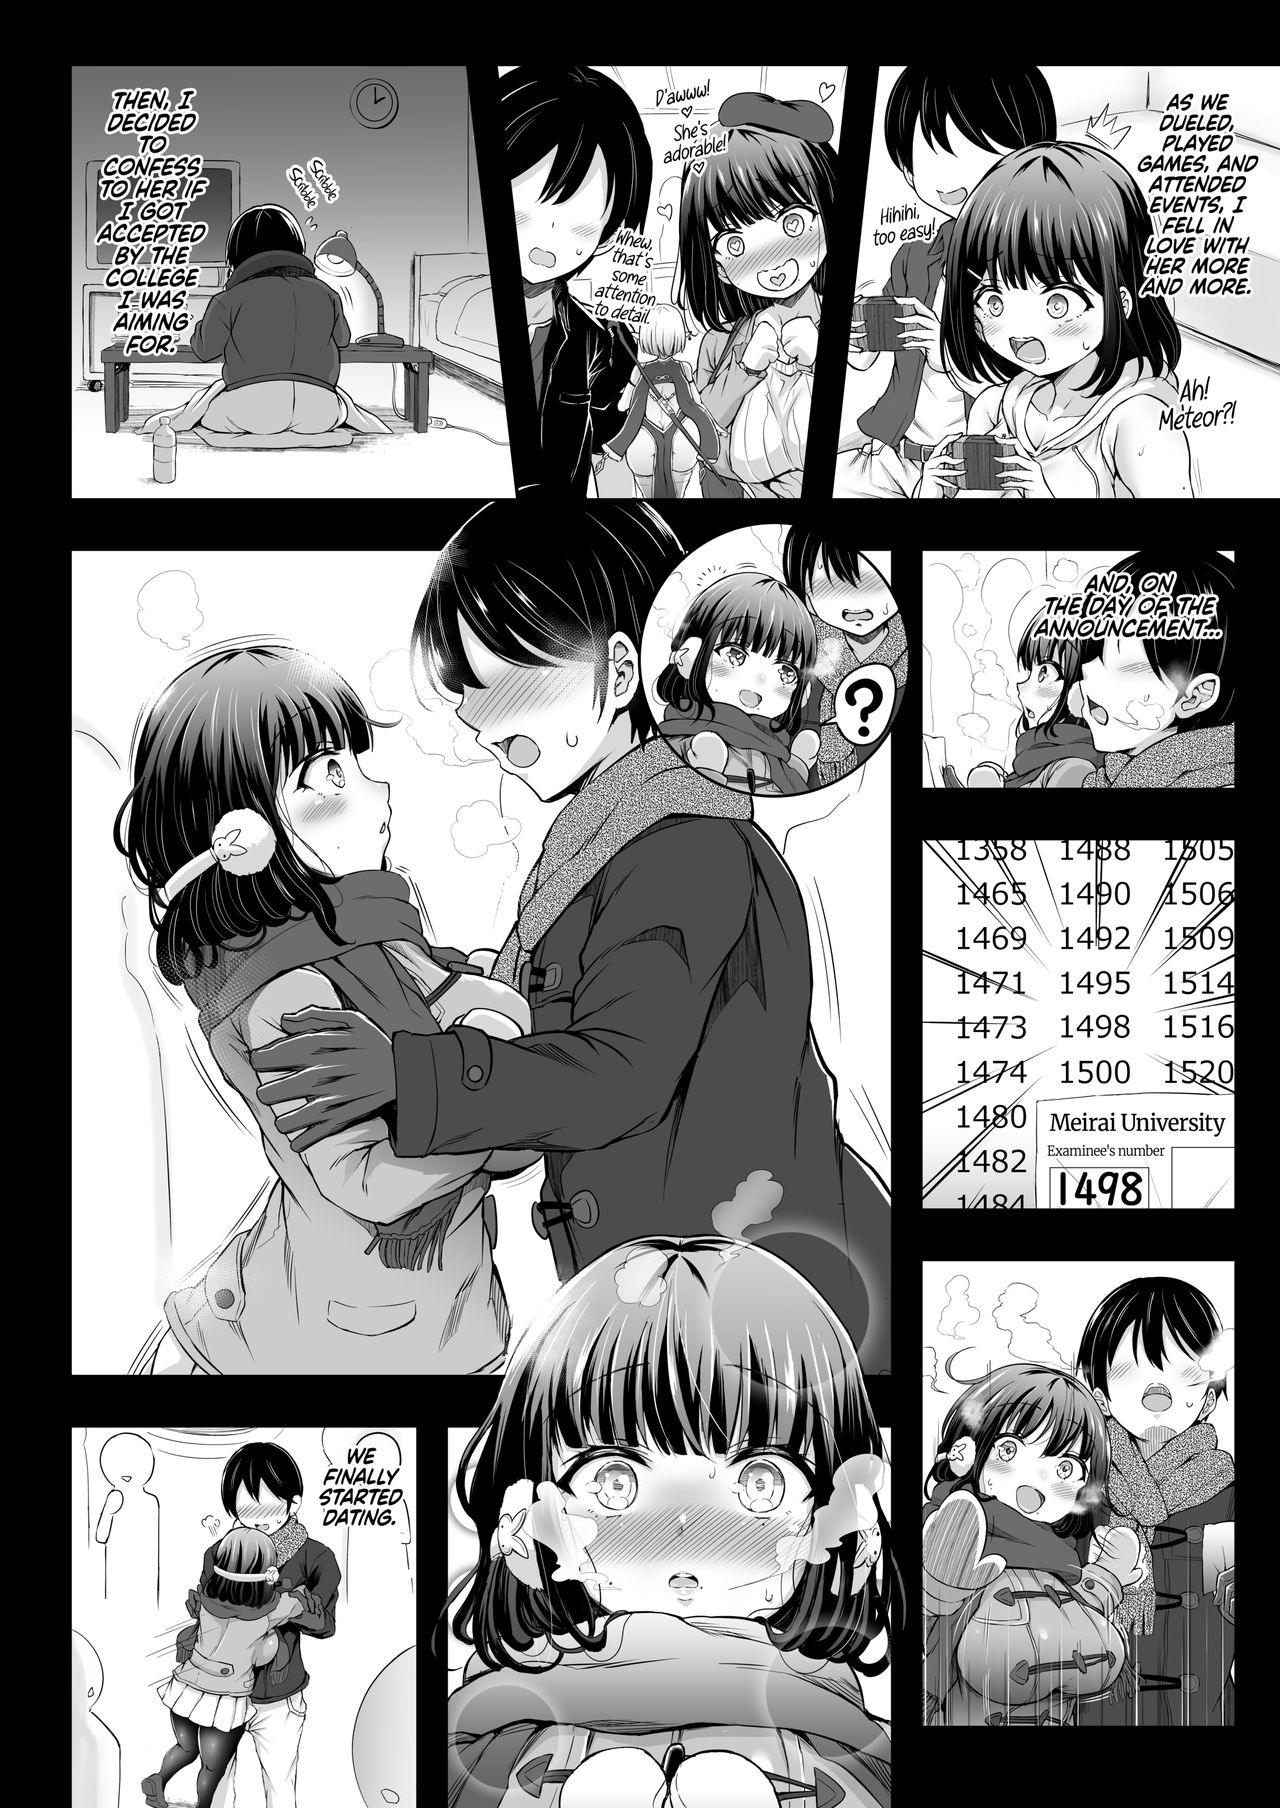 AS WE
DUELED,
PLAYED
GAMES, AND
ATTENDED
EVENTS, I
FELL IN
LOVE WITH
HER MORE
AND MORE.
Hihihi,
too easy!
Ah!
Meteor?!
D'awww!
♥
She's
adorable!
♥
Whew,
that's
some
attention
to detail.
THEN, I
DECIDED
TO
CONFESS
TO HER IF
I GOT
ACCEPTED
BY THE
COLLEGE
I WAS
AIMING
FOR.
Scribble
Scribble
AND, ON
THE DAY OF THE
ANNOUNCEMENT...
1358 1488 1505
1465 1490 1506
1469 1492 1509
1471 1495 1514
1473 1498 1516
1474 1500 1520
1480
1482
1484
Meirai University
Examinee's number
1498
?
WE
FINALLY
STARTED
DATING.